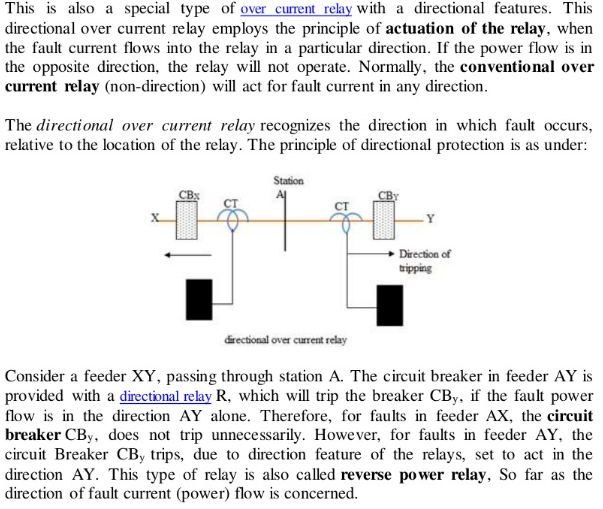 This is also a special type of over current relay with a directional features. This
directional over current relay employs the principle of actuation of the relay, when
the fault current flows into the relay in a particular direction. If the power flow is in
the opposite direction, the relay will not operate. Normally, the conventional over
current relay (non-direction) will act for fault current in any direction.
The directional over current relay recognizes the direction in which fault occurs,
relative to the location of the relay. The principle of directional protection is as under:
Station
A
CBX
CT
CT
CBY
X
Y
Direction of
tripping
directional over current relay
Consider a feeder XY, passing through station A. The circuit breaker in feeder AY is
provided with a directional relay R, which will trip the breaker CBy, if the fault power
flow is in the direction AY alone. Therefore, for faults in feeder AX, the circuit
breaker CBy, does not trip unnecessarily. However, for faults in feeder AY, the
circuit Breaker CBy trips, due to direction feature of the relays, set to act in the
direction AY. This type of relay is also called reverse power relay, So far as the
direction of fault current (power) flow is concerned.